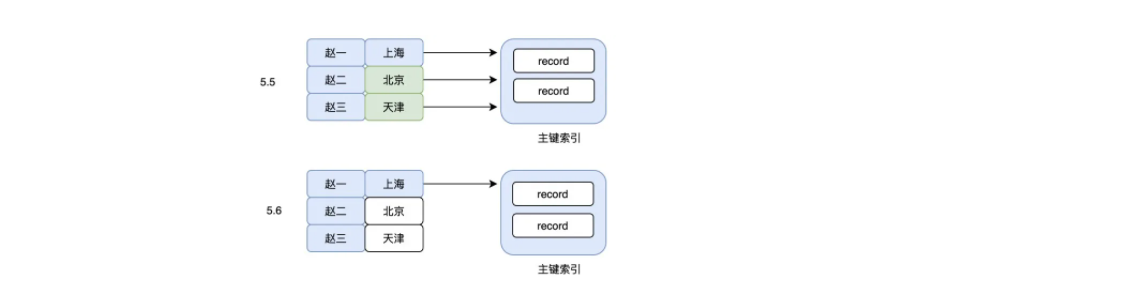 赵一 上海
record
5.5
赵二 北京
record
赵三 天津
主键索引
赵一 上海
record
5.6
赵二 北京
record
赵三 天津
主键索引